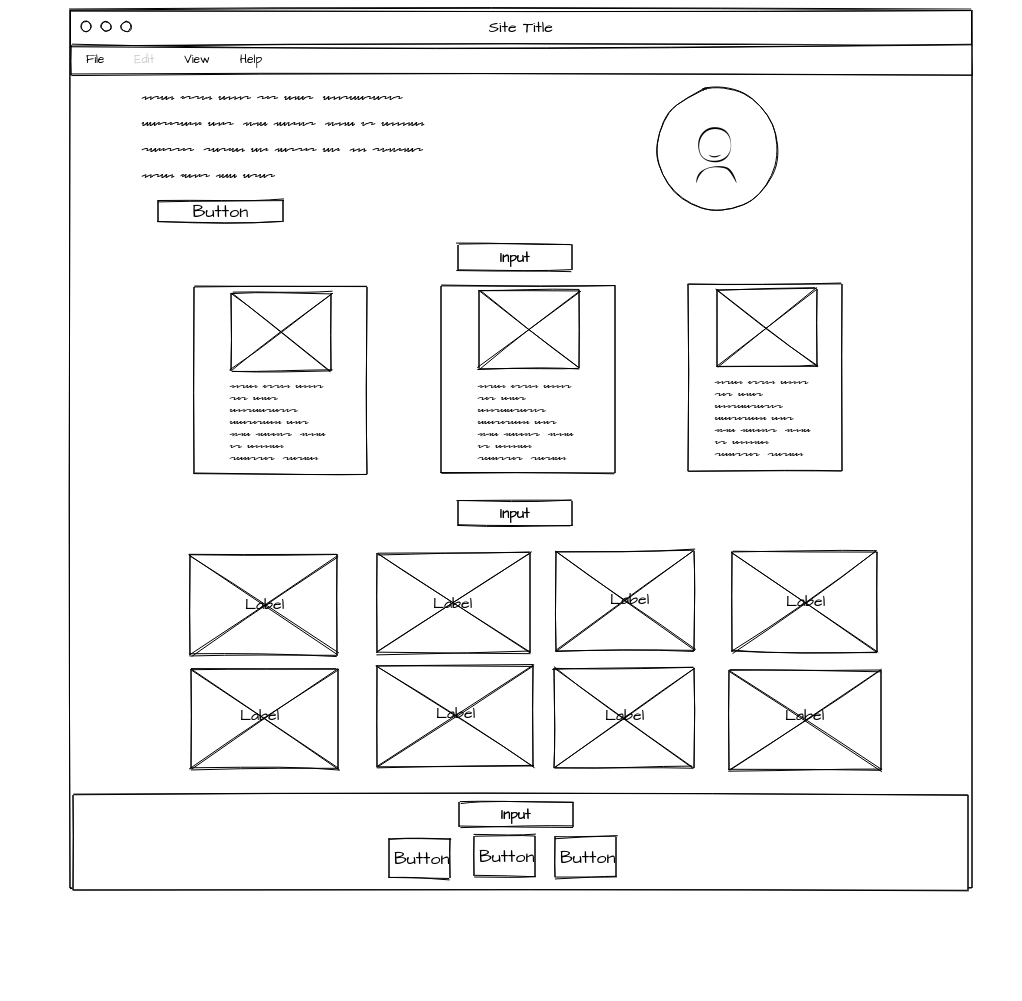 Site Title
File Edit View Help
Button
Input
Input
Label Label Label Label
Label Label Label Label
Input
Button Button Button